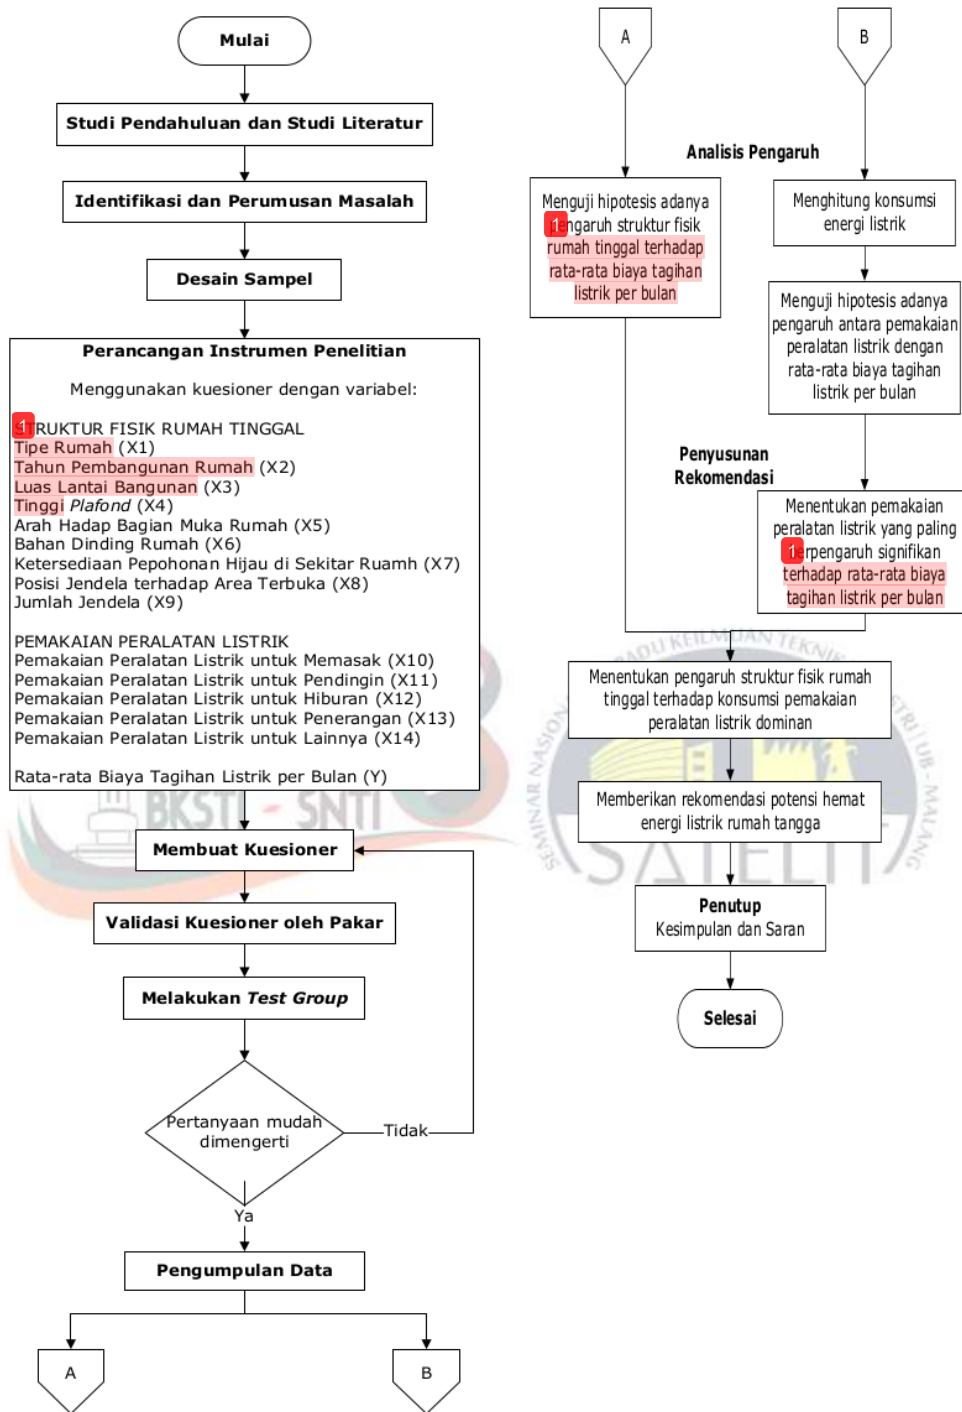 Mulai
Studi Pendahuluan dan Studi Literatur
Identifikasi dan Perumusan Masalah
Desain Sampel
Perancangan Instrumen Penelitian
Menggunakan kuesioner dengan variabel:
1
STRUKTUR FISIK RUMAH TINGGAL
Tipe Rumah (X1)
Tahun Pembangunan Rumah (X2)
Luas Lantai Bangunan (X3)
Tinggi Plafond (X4)
Arah Hadap Bagian Muka Rumah (X5)
Bahan Dinding Rumah (X6)
Ketersediaan Pepohonan Hijau di Sekitar Ruamh (X7)
Posisi Jendela terhadap Area Terbuka (X8)
Jumlah Jendela (X9)
PEMAKAIAN PERALATAN LISTRIK
Pemakaian Peralatan Listrik untuk Memasak (X10)
Pemakaian Peralatan Listrik untuk Pendingin (X11)
Pemakaian Peralatan Listrik untuk Hiburan (X12)
Pemakaian Peralatan Listrik untuk Penerangan (X13)
Pemakaian Peralatan Listrik untuk Lainnya (X14)
Rata-rata Biaya Tagihan Listrik per Bulan (Y)
BKSTI - SNTI
Membuat Kuesioner
Validasi Kuesioner oleh Pakar
Melakukan Test Group
Pertanyaan mudah
dimengerti
Tidak
Ya
Pengumpulan Data
A
B
A
B
Analisis Pengaruh
Menguji hipotesis adanya
1
pengaruh struktur fisik
rumah tinggal terhadap
rata-rata biaya tagihan
listrik per bulan
Menghitung konsumsi
energi listrik
Menguji hipotesis adanya
pengaruh antara pemakaian
peralatan listrik dengan
rata-rata biaya tagihan
listrik per bulan
Penyusunan
Rekomendasi
Menentukan pemakaian
peralatan listrik yang paling
1
terpengaruh signifikan
terhadap rata-rata biaya
tagihan listrik per bulan
Menentukan pengaruh struktur fisik rumah
tinggal terhadap konsumsi pemakaian
peralatan listrik dominan
Memberikan rekomendasi potensi hemat
energi listrik rumah tangga
SATELIT
Penutup
Kesimpulan dan Saran
Selesai